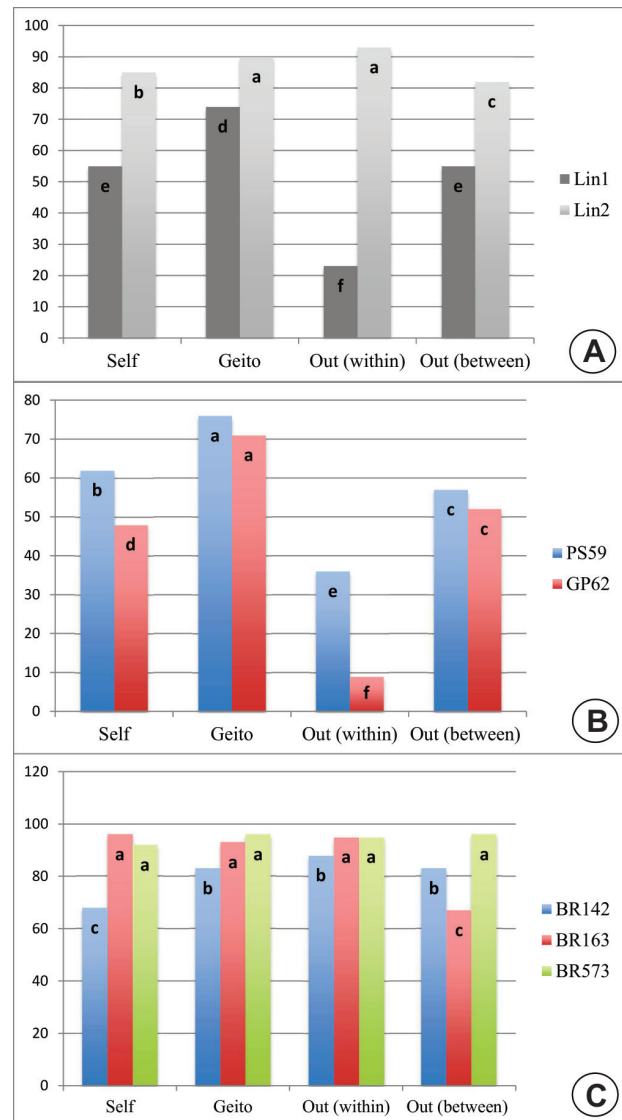 100
90
80
70
60
50
40
30
20
10
0
b
e
a
d
a
f
c
e
Self Geito Out (within) Out (between)
Lin1
Lin2
A
80
70
60
50
40
30
20
10
0
b
d
a
a
e
f
c
c
Self Geito Out (within) Out (between)
PS59
GP62
B
120
100
80
60
40
20
0
c
a
a
b
a
a
b
a
a
b
c
a
Self Geito Out (within) Out (between)
BR142
BR163
BR573
C